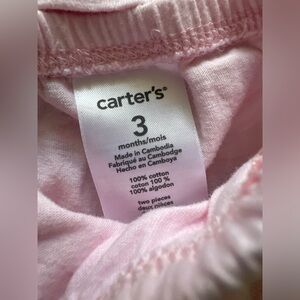 carter's®
3
months/mois
Made in Cambodia
Fabriqué au Cambodge
Hecho en Camboya
100% cotton
coton 100 %
100% algodon
two pieces
deux pièces